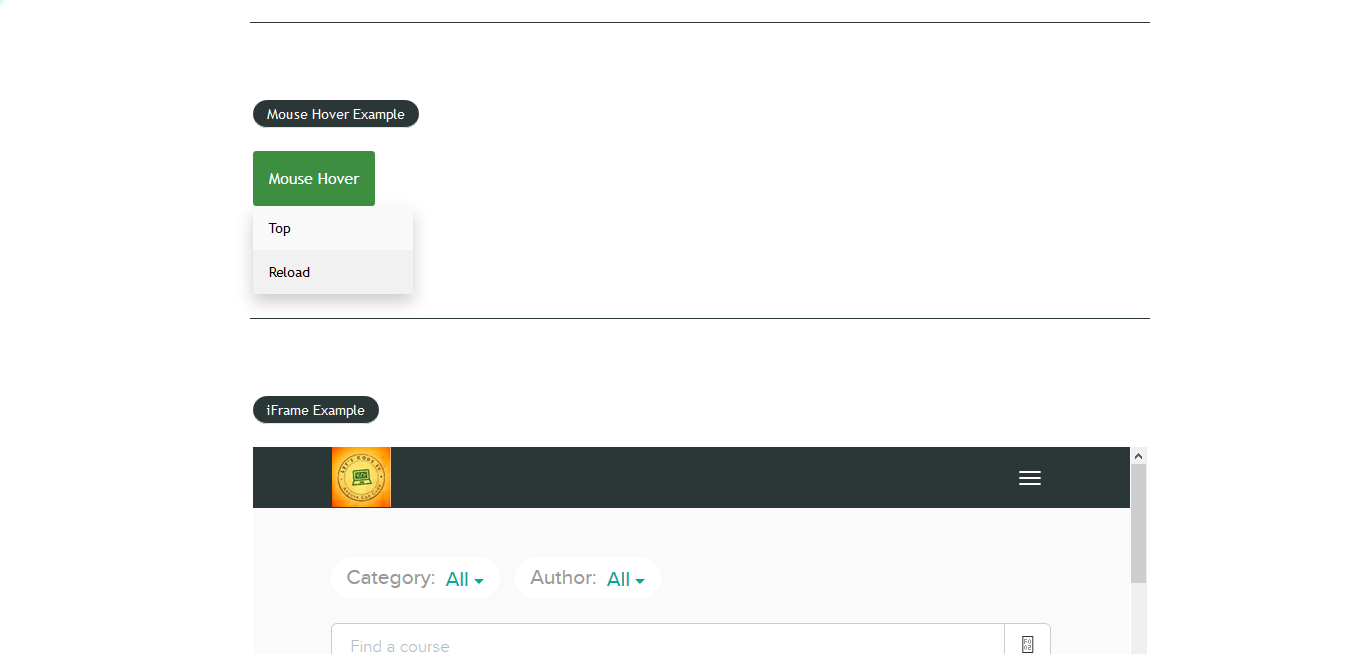 Mouse Hover Example
Mouse Hover
Top
Reload
iFrame Example
Category: All
Author: All
Find a course